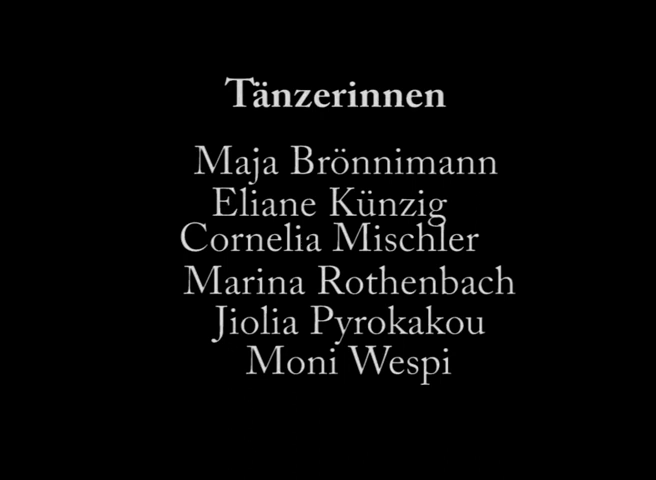 Tänzerinnen
Maja Brönnimann
Eliane Künzig
Cornelia Mischler
Marina Rothenbach
Jiolia Pyrokakou
Moni Wespi